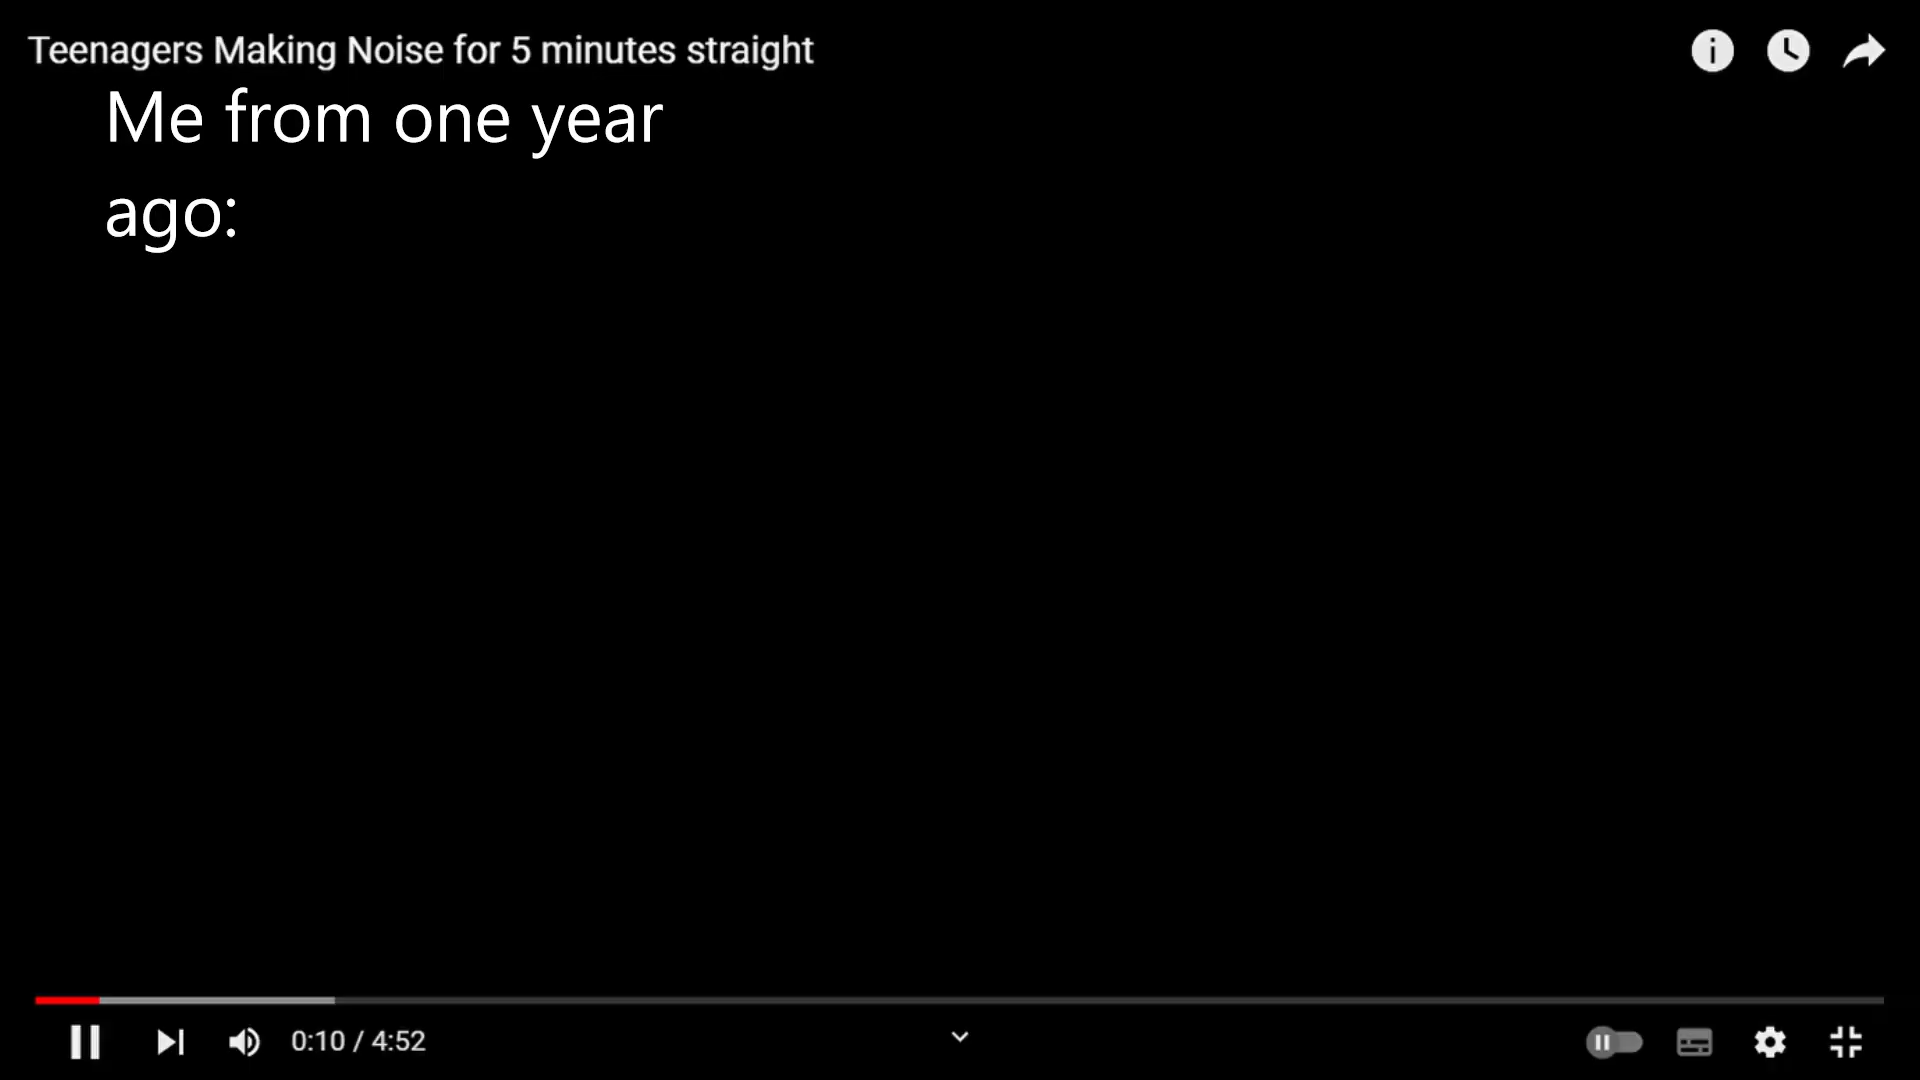 Teenagers Making Noise for 5 minutes straight
Me from one year
ago:
0:10 / 4:52